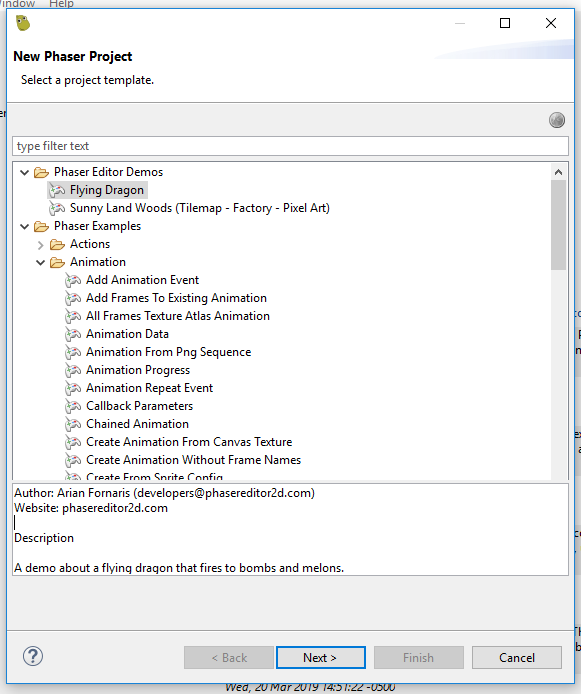 Window Help
New Phaser Project
Select a project template.
type filter text
Phaser Editor Demos
Flying Dragon
Sunny Land Woods (Tilemap - Factory - Pixel Art)
Phaser Examples
Actions
Animation
Add Animation Event
Add Frames To Existing Animation
All Frames Texture Atlas Animation
Animation Data
Animation From Png Sequence
Animation Progress
Animation Repeat Event
Callback Parameters
Chained Animation
Create Animation From Canvas Texture
Create Animation Without Frame Names
Create From Sprite Config
Author: Arian Fornaris (developers@phasereditor2d.com)
Website: phasereditor2d.com
Description
A demo about a flying dragon that fires to bombs and melons.
?
< Back
Next >
Finish
Cancel
Wed, 20 Mar 2019 14:51:22 -0500